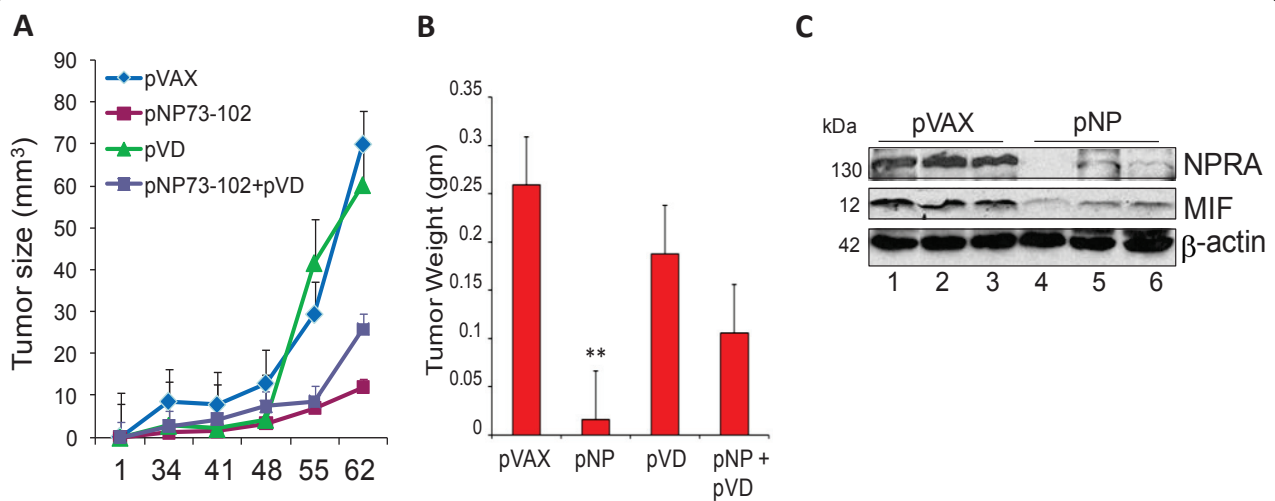 A
Tumor size (mm³)
90
80
70
60
50
40
30
20
10
0
1 34 41 48 55 62
pVAX
pNP73-102
pVD
pNP73-102+pVD
B
Tumor Weight (gm)
0.35
0.3
0.25
0.2
0.15
0.1
0.05
0
**
pVAX pNP pVD pNP +
pVD
C
kDa pVAX pNP
130 NPRA
12 MIF
42 β-actin
1 2 3 4 5 6